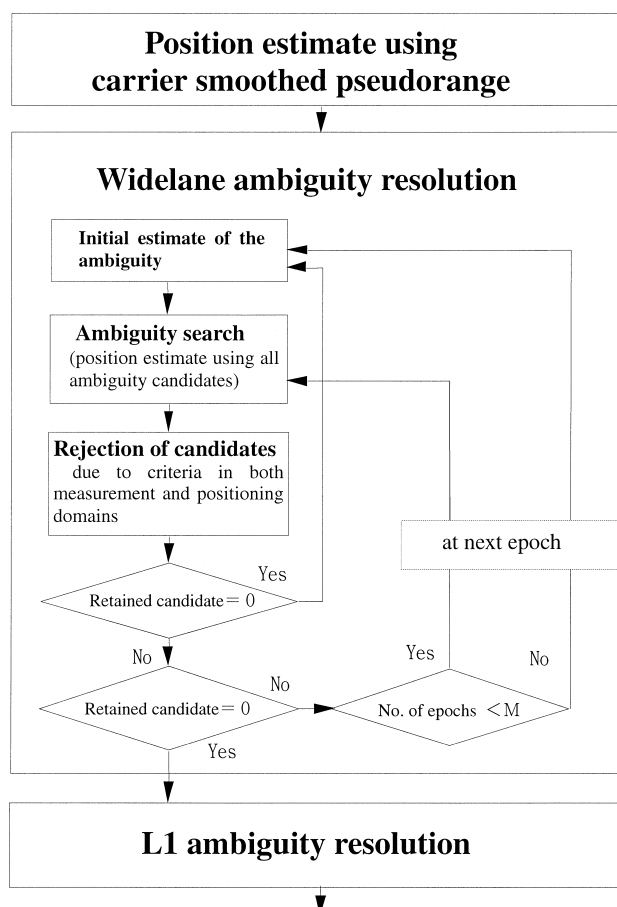 Position estimate using
carrier smoothed pseudorange
Widelane ambiguity resolution
Initial estimate of the
ambiguity
Ambiguity search
(position estimate using all
ambiguity candidates)
Rejection of candidates
due to criteria in both
measurement and positioning
domains
at next epoch
Yes
Retained candidate = 0
No
Yes
No
No
Retained candidate = 0
No. of epochs < M
Yes
L1 ambiguity resolution